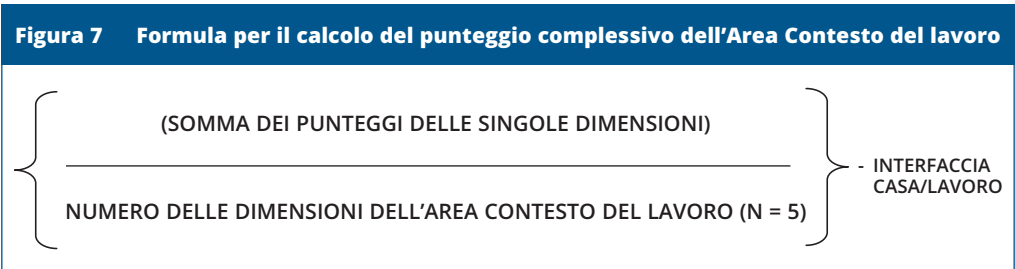 Figura 7 Formula per il calcolo del punteggio complessivo dell'Area Contesto del lavoro
(SOMMA DEI PUNTEGGI DELLE SINGOLE DIMENSIONI)
NUMERO DELLE DIMENSIONI DELL'AREA CONTESTO DEL LAVORO (N = 5)
- INTERFACCIA
CASA/LAVORO